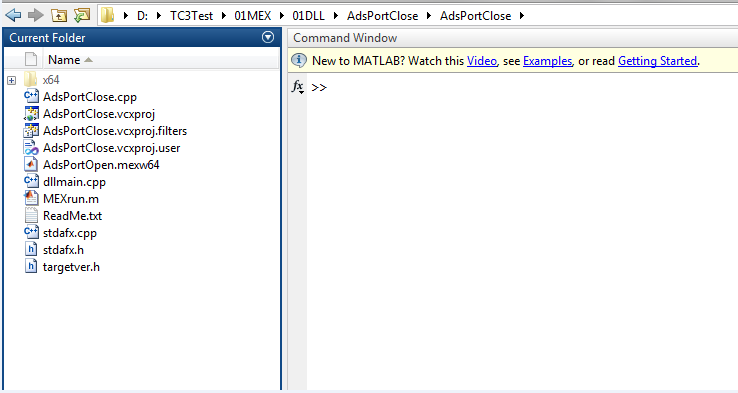 D: TC3Test 01MEX 01DLL AdsPortClose AdsPortClose
Current Folder
Command Window
Name
New to MATLAB? Watch this Video, see Examples, or read Getting Started.
x64
fx >>
AdsPortClose.cpp
AdsPortClose.vcxproj
AdsPortClose.vcxproj.filters
AdsPortClose.vcxproj.user
AdsPortOpen.mexw64
dllmain.cpp
MEXrun.m
ReadMe.txt
stdafx.cpp
stdafx.h
targetver.h